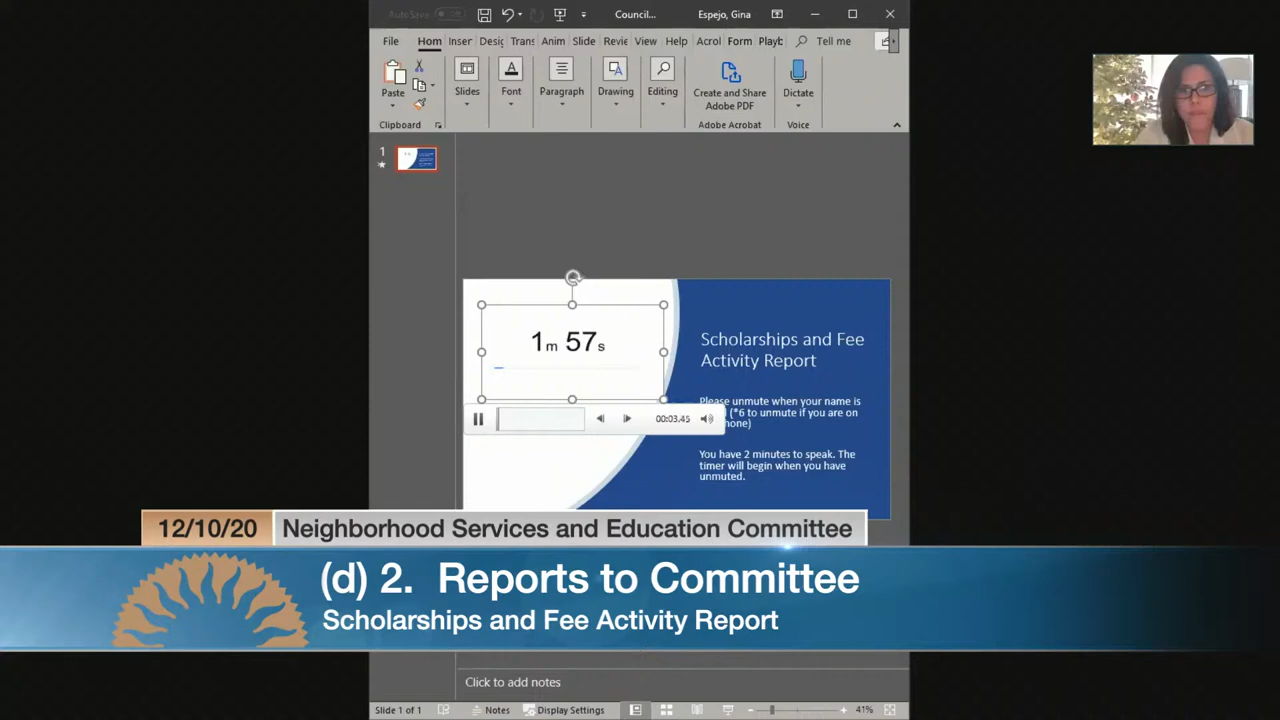 AutoSave
Off
Council...
Espejo, Gina
File
Hom
Inser
Desig
Trans
Anim
Slide
Revie
View
Help
Acrol
Form
Playb
Tell me
Paste
Slides
Font
Paragraph
Drawing
Editing
Create and Share
Adobe PDF
Dictate
Clipboard
Adobe Acrobat
Voice
1
1m 57s
Scholarships and Fee
Activity Report
Please unmute when your name is
(*6 to unmute if you are on
You have 2 minutes to speak. The
timer will begin when you have
unmuted.
00:03.45
12/10/20
Neighborhood Services and Education Committee
(d) 2. Reports to Committee
Scholarships and Fee Activity Report
Click to add notes
Slide 1 of 1
Notes
Display Settings
41%